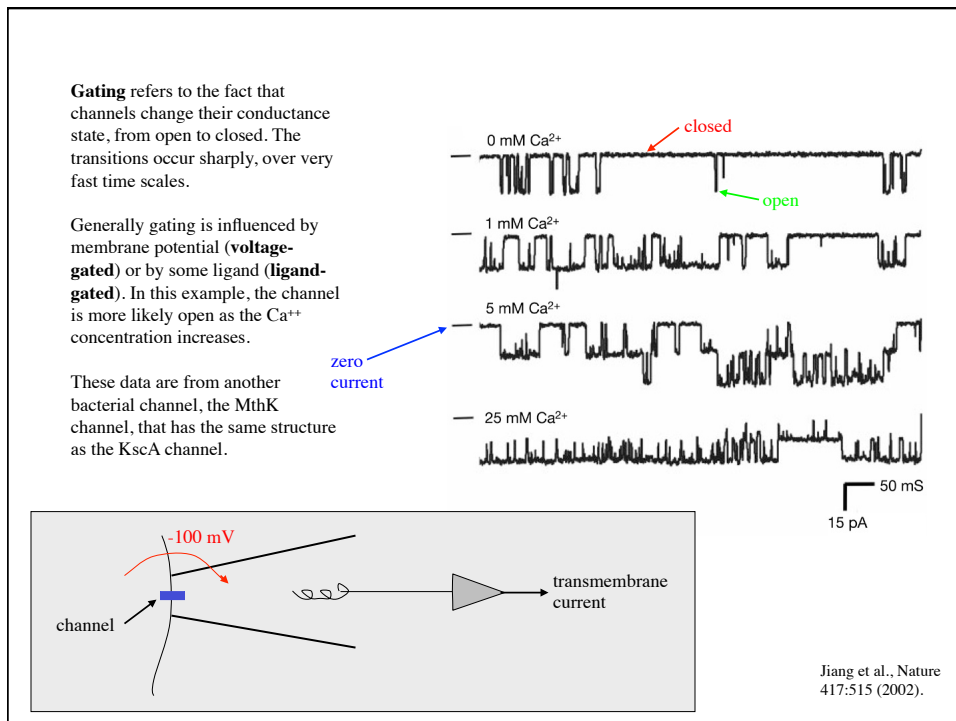 Gating refers to the fact that
channels change their conductance
state, from open to closed. The
transitions occur sharply, over very
fast time scales.
Generally gating is influenced by
membrane potential (voltage-
gated) or by some ligand (ligand-
gated). In this example, the channel
is more likely open as the Ca⁺⁺
concentration increases.
These data are from another
bacterial channel, the MthK
channel, that has the same structure
as the KscA channel.
closed
0 mM Ca²⁺
open
1 mM Ca²⁺
5 mM Ca²⁺
zero
current
25 mM Ca²⁺
50 mS
15 pA
-100 mV
channel
transmembrane
current
Jiang et al., Nature
417:515 (2002).